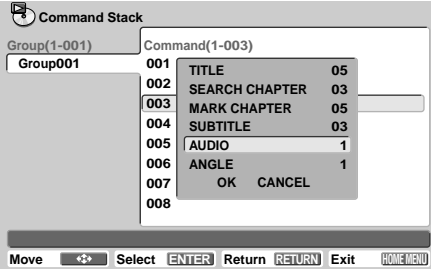 Command Stack
Group(1-001)
Group001
Command(1-003)
001
002
003
004
005
006
007
008
TITLE 05
SEARCH CHAPTER 03
MARK CHAPTER 05
SUBTITLE 03
AUDIO 1
ANGLE 1
OK CANCEL
Move Select ENTER Return RETURN Exit HOME MENU